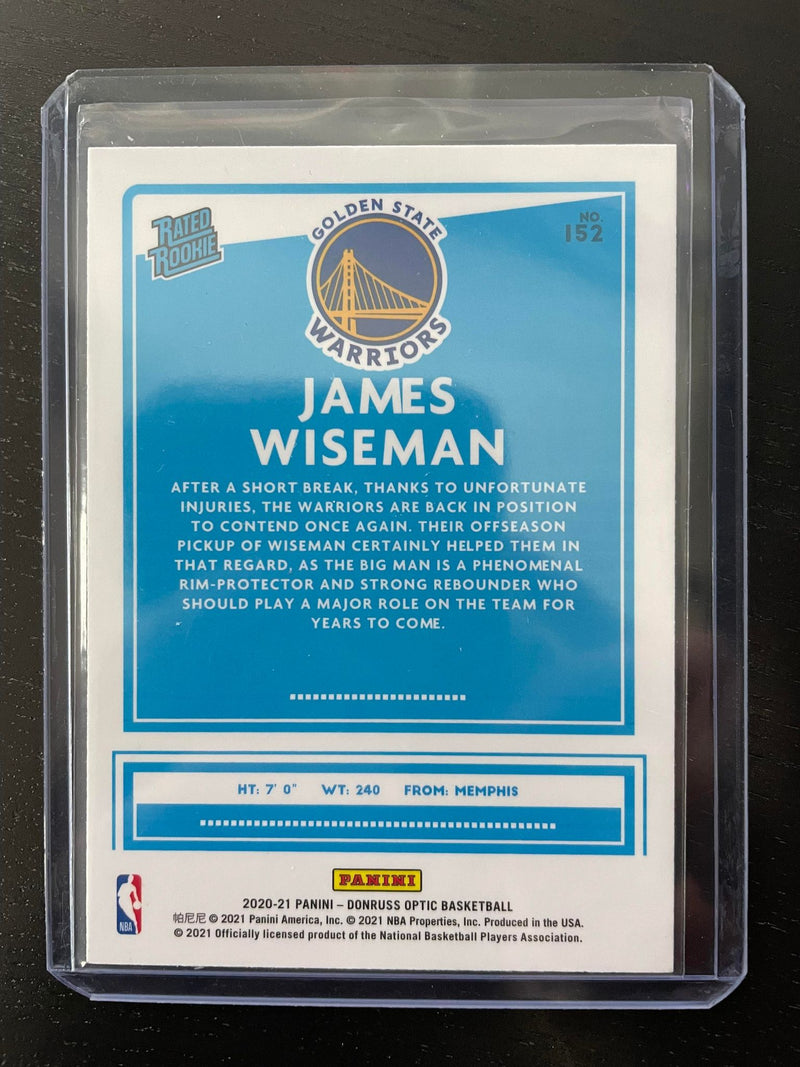 RATED
ROOKIE
GOLDEN STATE
WARRIORS
NO.
152
JAMES
WISEMAN
AFTER A SHORT BREAK, THANKS TO UNFORTUNATE
INJURIES, THE WARRIORS ARE BACK IN POSITION
TO CONTEND ONCE AGAIN. THEIR OFFSEASON
PICKUP OF WISEMAN CERTAINLY HELPED THEM IN
THAT REGARD, AS THE BIG MAN IS A PHENOMENAL
RIM-PROTECTOR AND STRONG REBOUNDER WHO
SHOULD PLAY A MAJOR ROLE ON THE TEAM FOR
YEARS TO COME.
HT: 7' 0" WT: 240 FROM: MEMPHIS
PANINI
2020-21 PANINI – DONRUSS OPTIC BASKETBALL
帕尼尼 © 2021 Panini America, Inc. © 2021 NBA Properties, Inc. Produced in the USA.
© 2021 Officially licensed product of the National Basketball Players Association.
NBA